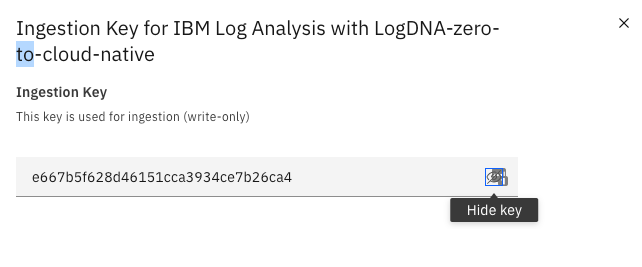 Ingestion Key for IBM Log Analysis with LogDNA-zero-
to-cloud-native
Ingestion Key
This key is used for ingestion (write-only)
e667b5f628d46151cca3934ce7b26ca4
Hide key